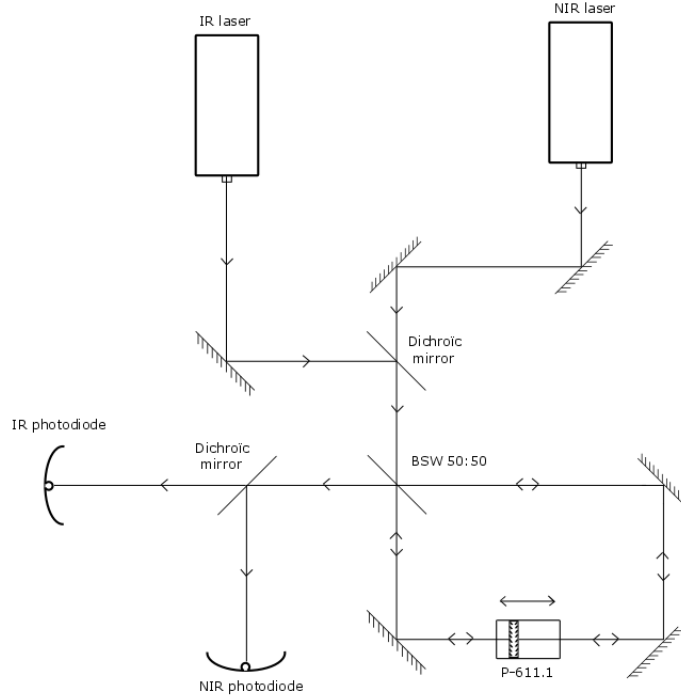 IR laser
NIR laser
Dichroïc
mirror
IR photodiode
Dichroïc
mirror
BSW 50:50
P-611.1
NIR photodiode